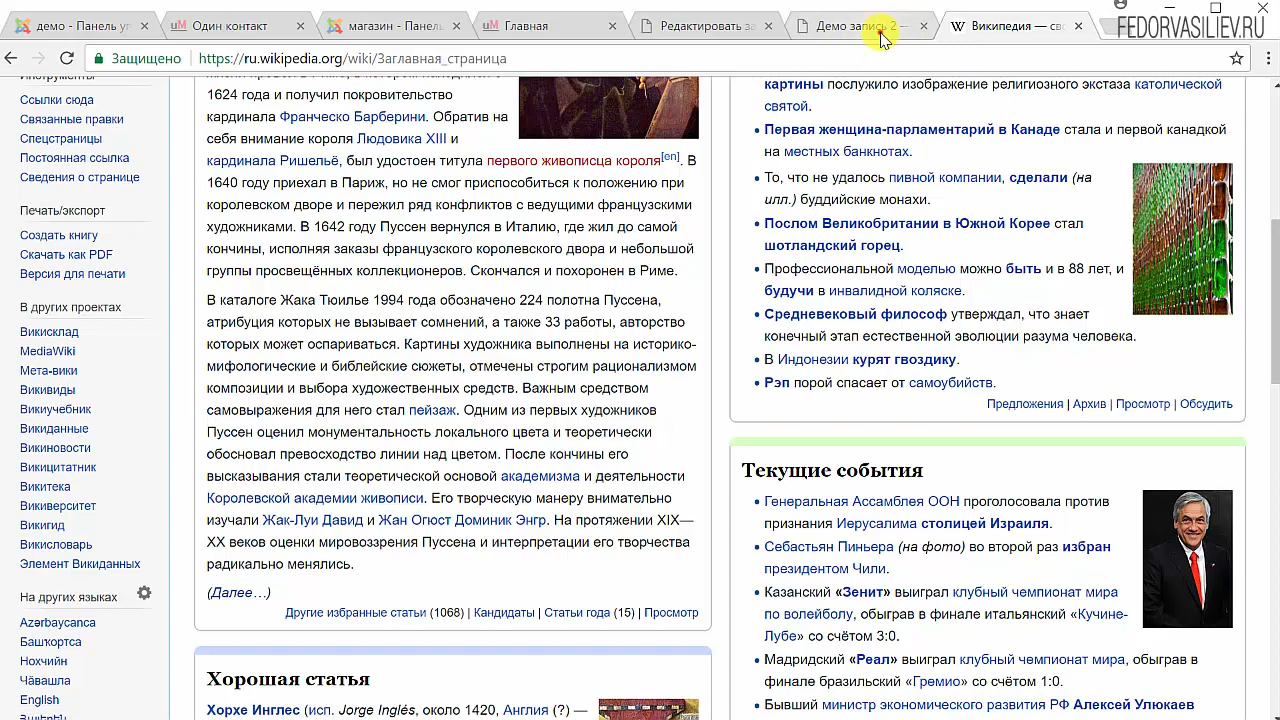 демо - Панель уп
Один контакт
магазин - Панель
Главная
Редактировать за
Демо запись 2
Википедия — сво
FEDORVASILIEV.RU
Защищено
https://ru.wikipedia.org/wiki/Заглавная_страница
Инструменты
Ссылки сюда
Связанные правки
Спецстраницы
Постоянная ссылка
Сведения о странице
Печать/экспорт
Создать книгу
Скачать как PDF
Версия для печати
В других проектах
Викисклад
MediaWiki
Мета-вики
Викивиды
Викиучебник
Викиданные
Викиновости
Викицитатник
Викитека
Викиверситет
Викигид
Викисловарь
Элемент Викиданных
На других языках
Azərbaycanca
Башҡортса
Нохчийн
Чӑвашла
English
1624 года и получил покровительство
кардинала Франческо Барберини. Обратив на
себя внимание короля Людовика XIII и
кардинала Ришельё, был удостоен титула первого живописца короля[en]. В
1640 году приехал в Париж, но не смог приспособиться к положению при
королевском дворе и пережил ряд конфликтов с ведущими французскими
художниками. В 1642 году Пуссен вернулся в Италию, где жил до самой
кончины, исполняя заказы французского королевского двора и небольшой
группы просвещённых коллекционеров. Скончался и похоронен в Риме.
В каталоге Жака Тюилье 1994 года обозначено 224 полотна Пуссена,
атрибуция которых не вызывает сомнений, а также 33 работы, авторство
которых может оспариваться. Картины художника выполнены на историко-
мифологические и библейские сюжеты, отмечены строгим рационализмом
композиции и выбора художественных средств. Важным средством
самовыражения для него стал пейзаж. Одним из первых художников
Пуссен оценил монументальность локального цвета и теоретически
обосновал превосходство линии над цветом. После кончины его
высказывания стали теоретической основой академизма и деятельности
Королевской академии живописи. Его творческую манеру внимательно
изучали Жак-Луи Давид и Жан Огюст Доминик Энгр. На протяжении XIX—
XX веков оценки мировоззрения Пуссена и интерпретации его творчества
радикально менялись.
(Далее…)
Другие избранные статьи (1068) | Кандидаты | Статьи года (15) | Просмотр
Хорошая статья
Хорхе Инглес (исп. Jorge Inglés, около 1420, Англия (?) —
картины послужило изображение религиозного экстаза католической
святой.
• Первая женщина-парламентарий в Канаде стала и первой канадкой
на местных банкнотах.
• То, что не удалось пивной компании, сделали (на
илл.) буддийские монахи.
• Послом Великобритании в Южной Корее стал
шотландский горец.
• Профессиональной моделью можно быть и в 88 лет, и
будучи в инвалидной коляске.
• Средневековый философ утверждал, что знает
конечный этап естественной эволюции разума человека.
• В Индонезии курят гвоздику.
• Рэп порой спасает от самоубийств.
Предложения | Архив | Просмотр | Обсудить
Текущие события
• Генеральная Ассамблея ООН проголосовала против
признания Иерусалима столицей Израиля.
• Себастьян Пиньера (на фото) во второй раз избран
президентом Чили.
• Казанский «Зенит» выиграл клубный чемпионат мира
по волейболу, обыграв в финале итальянский «Кучине-
Лубе» со счётом 3:0.
• Мадридский «Реал» выиграл клубный чемпионат мира, обыграв в
финале бразильский «Гремио» со счётом 1:0.
• Бывший министр экономического развития РФ Алексей Улюкаев